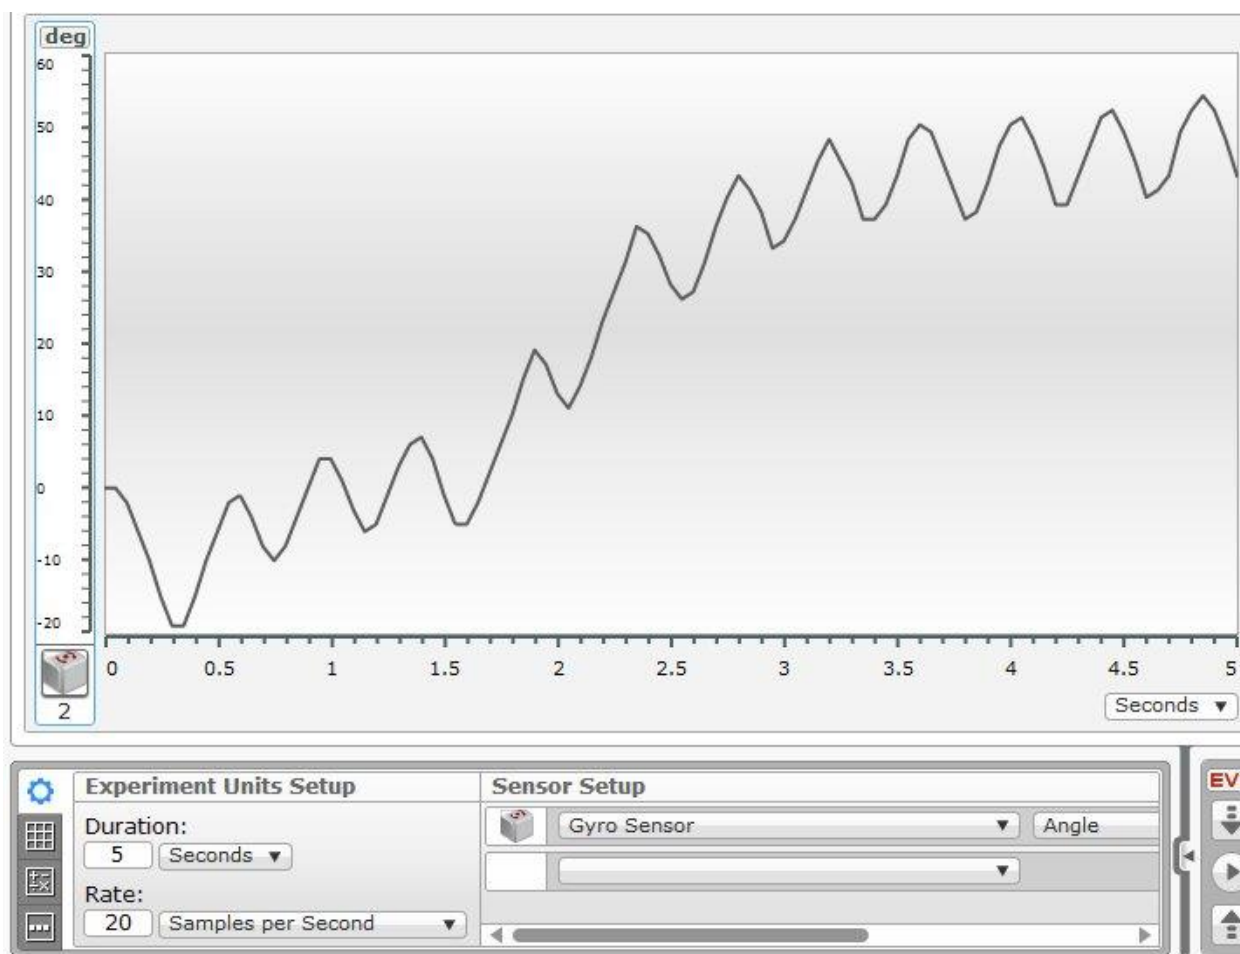 deg
60
50
40
30
20
10
0
-10
-20
0 0.5 1 1.5 2 2.5 3 3.5 4 4.5 5
2
Seconds
Experiment Units Setup
Duration:
5 Seconds
Rate:
20 Samples per Second
Sensor Setup
Gyro Sensor Angle
EV